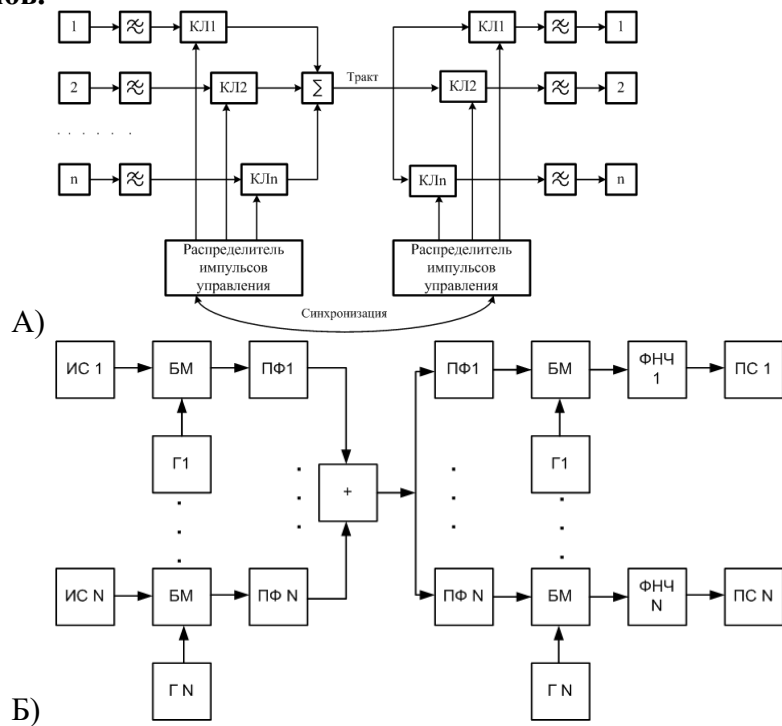 нов.
1 КЛ1 КЛ1 1
2 КЛ2 ∑ Тракт КЛ2 2
. . . . . .
n КЛn КЛn n
Распределитель импульсов управления
Распределитель импульсов управления
Синхронизация
А)
ИС 1 БМ ПФ1 ПФ1 БМ ФНЧ 1 ПС 1
Г1 Г1
+
ИС N БМ ПФ N ПФ N БМ ФНЧ N ПС N
Г N Г N
Б)